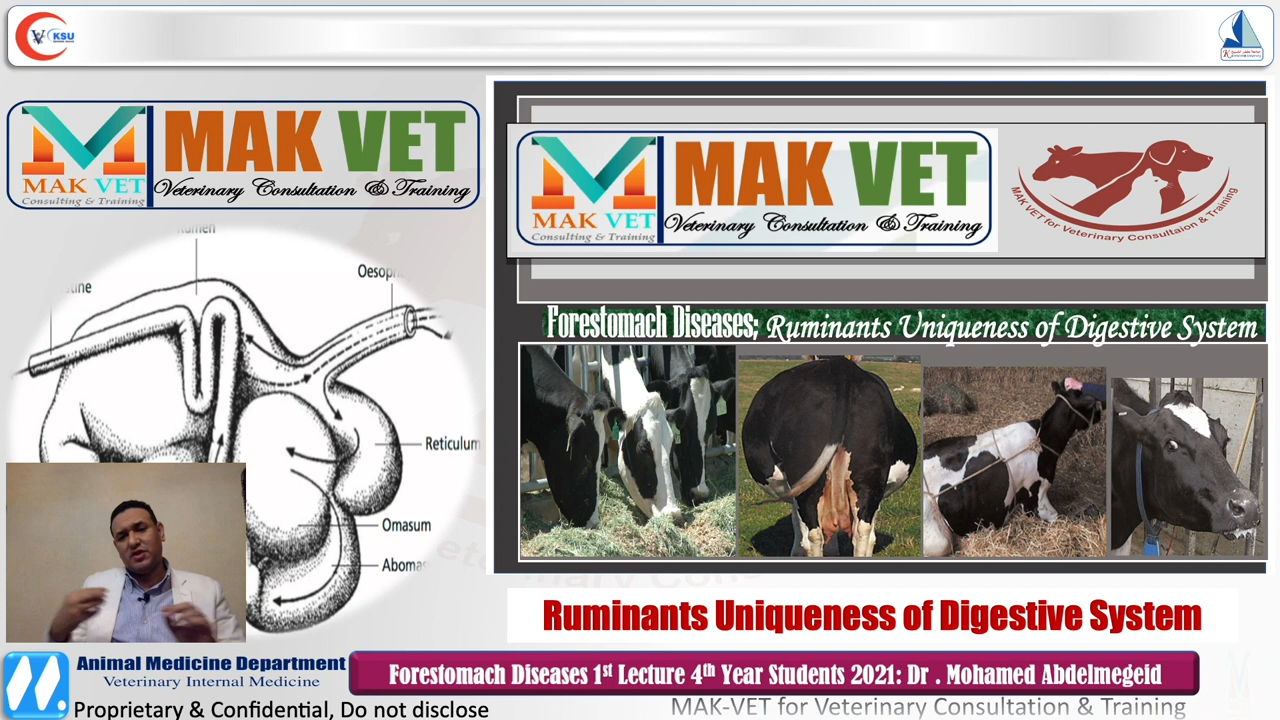 KSU
MAK VET
MAK VET
Consulting & Training
Veterinary Consultation & Training
MAK VET
MAK VET
Consulting & Training
Veterinary Consultation & Training
MAK VET for Veterinary Consultaion & Training
Rumen
tine
Oesop
Reticulum
Omasum
Aboma
Forestomach Diseases; Ruminants Uniqueness of Digestive System
Ruminants Uniqueness of Digestive System
Animal Medicine Department
Veterinary Internal Medicine
Forestomach Diseases 1st Lecture 4th Year Students 2021: Dr . Mohamed Abdelmegeid
Proprietary & Confidential, Do not disclose
MAK-VET for Veterinary Consultation & Training